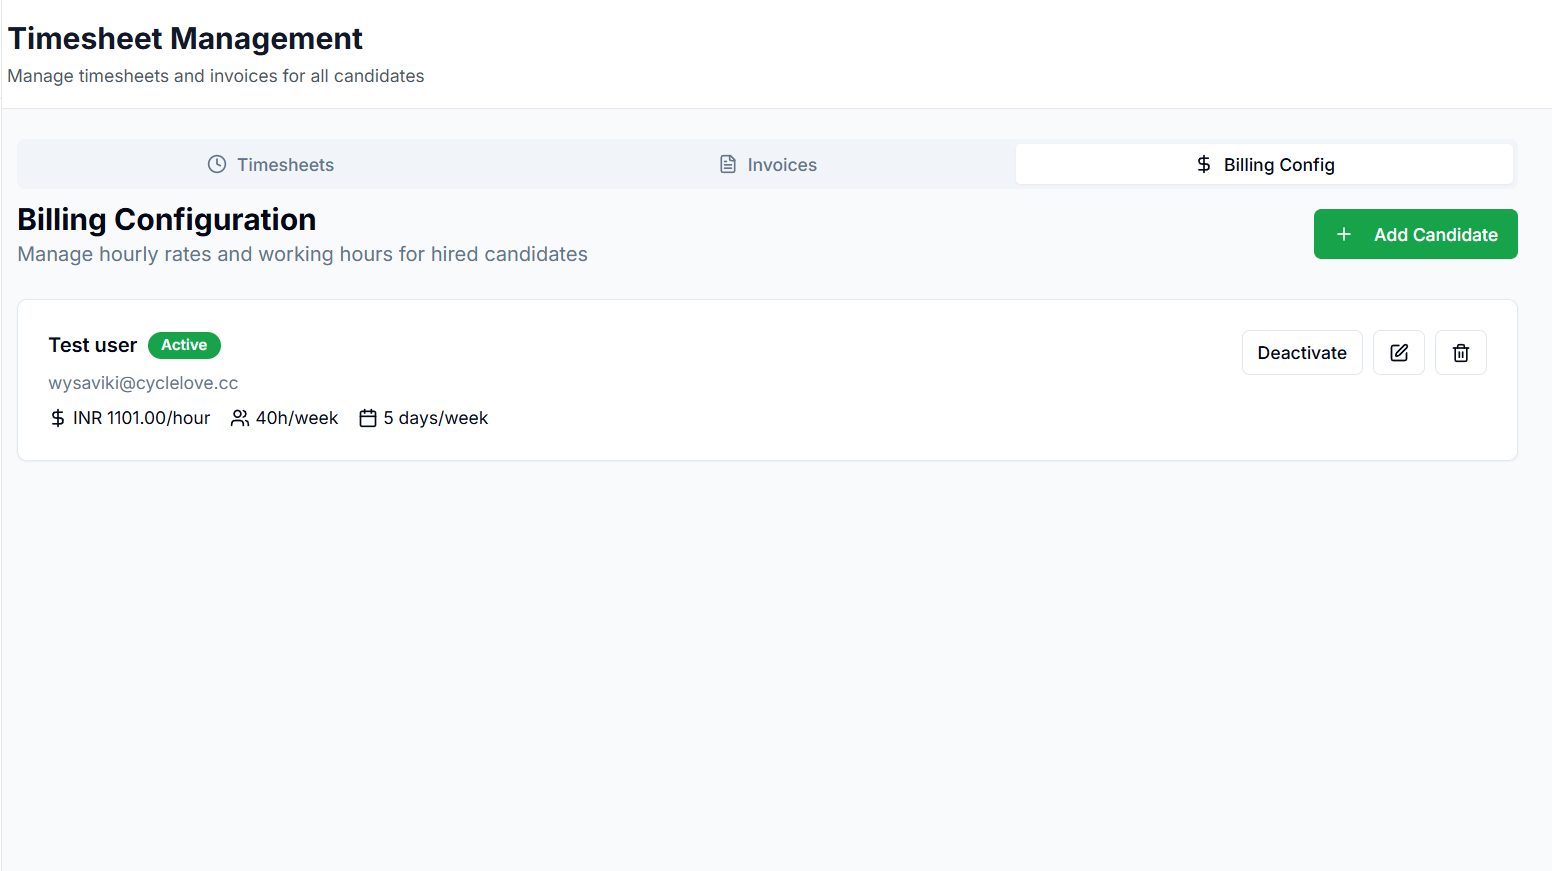 Timesheet Management
Manage timesheets and invoices for all candidates
Timesheets Invoices Billing Config
Billing Configuration
Manage hourly rates and working hours for hired candidates
Add Candidate
Test user Active
Deactivate
wysaviki@cyclelove.cc
INR 1101.00/hour 40h/week 5 days/week